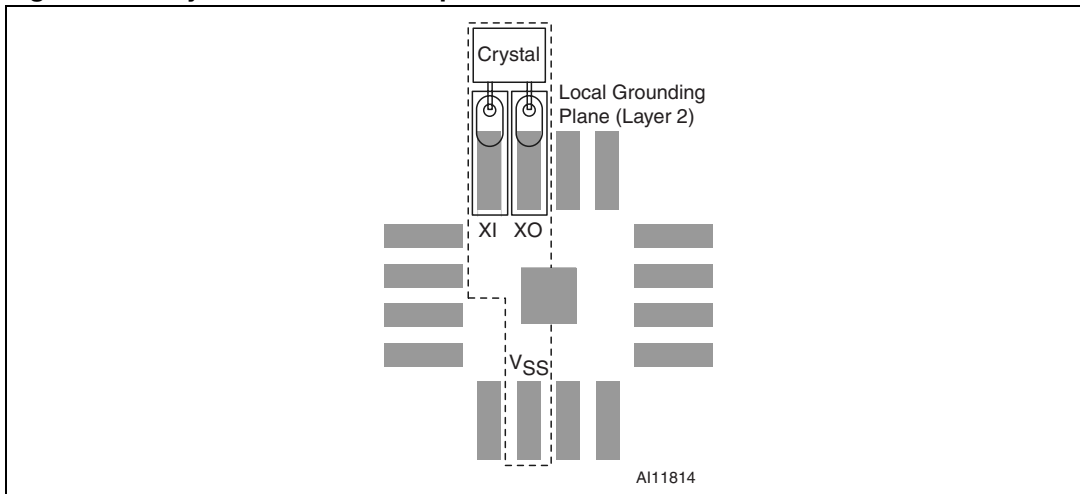 Crystal
Local Grounding
Plane (Layer 2)
XI XO
VSS
AI11814